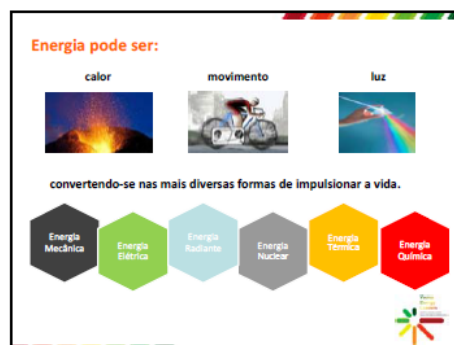 Energia pode ser:
calor
movimento
luz
convertendo-se nas mais diversas formas de impulsionar a vida.
Energia
Mecânica
Energia
Elétrica
Energia
Radiante
Energia
Nuclear
Energia
Térmica
Energia
Química